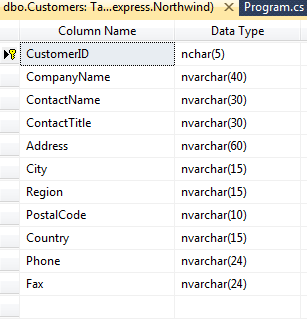 dbo.Customers: Ta...express.Northwind) Program.cs
Column Name Data Type
CustomerID nchar(5)
CompanyName nvarchar(40)
ContactName nvarchar(30)
ContactTitle nvarchar(30)
Address nvarchar(60)
City nvarchar(15)
Region nvarchar(15)
PostalCode nvarchar(10)
Country nvarchar(15)
Phone nvarchar(24)
Fax nvarchar(24)